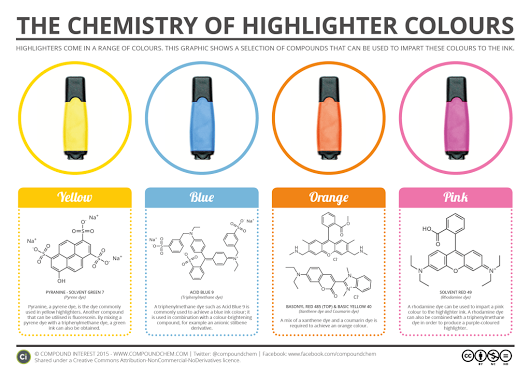 THE CHEMISTRY OF HIGHLIGHTER COLOURS
HIGHLIGHTERS COME IN A RANGE OF COLOURS. THIS GRAPHIC SHOWS A SELECTION OF COMPOUNDS THAT CAN BE USED TO IMPART THESE COLOURS TO THE INK.
Yellow
PYRANINE - SOLVENT GREEN 7
(Pyrene dye)
Pyranine, a pyrene dye, is the dye commonly
used in yellow highlighters. Another compound
that can be utilised is fluorescein. By mixing a
pyrene dye with a triphenylmethane dye, a green
ink can also be obtained.
Blue
ACID BLUE 9
(Triphenylmethane dye)
A triphenylmethane dye such as Acid Blue 9 is
commonly used to achieve a blue ink colour; it
is used in combination with a colour brightening
compound, for example an anionic stilbene
derivative.
Orange
BASONYL RED 485 (TOP) & BASIC YELLOW 40
(Xanthene dye and Coumarin dye)
A mix of a xanthene dye and a coumarin dye is
required to achieve an orange colour.
Pink
SOLVENT RED 49
(Rhodamine dye)
A rhodamine dye can be used to impart a pink
colour to the highlighter ink. A rhodamine dye
can also be combined with a triphenylmethane
dye in order to produce a purple-coloured
highlighter.
Ci
© COMPOUND INTEREST 2015 - WWW.COMPOUNDCHEM.COM | Twitter: @compoundchem | Facebook: www.facebook.com/compoundchem
Shared under a Creative Commons Attribution-NonCommercial-NoDerivatives licence.